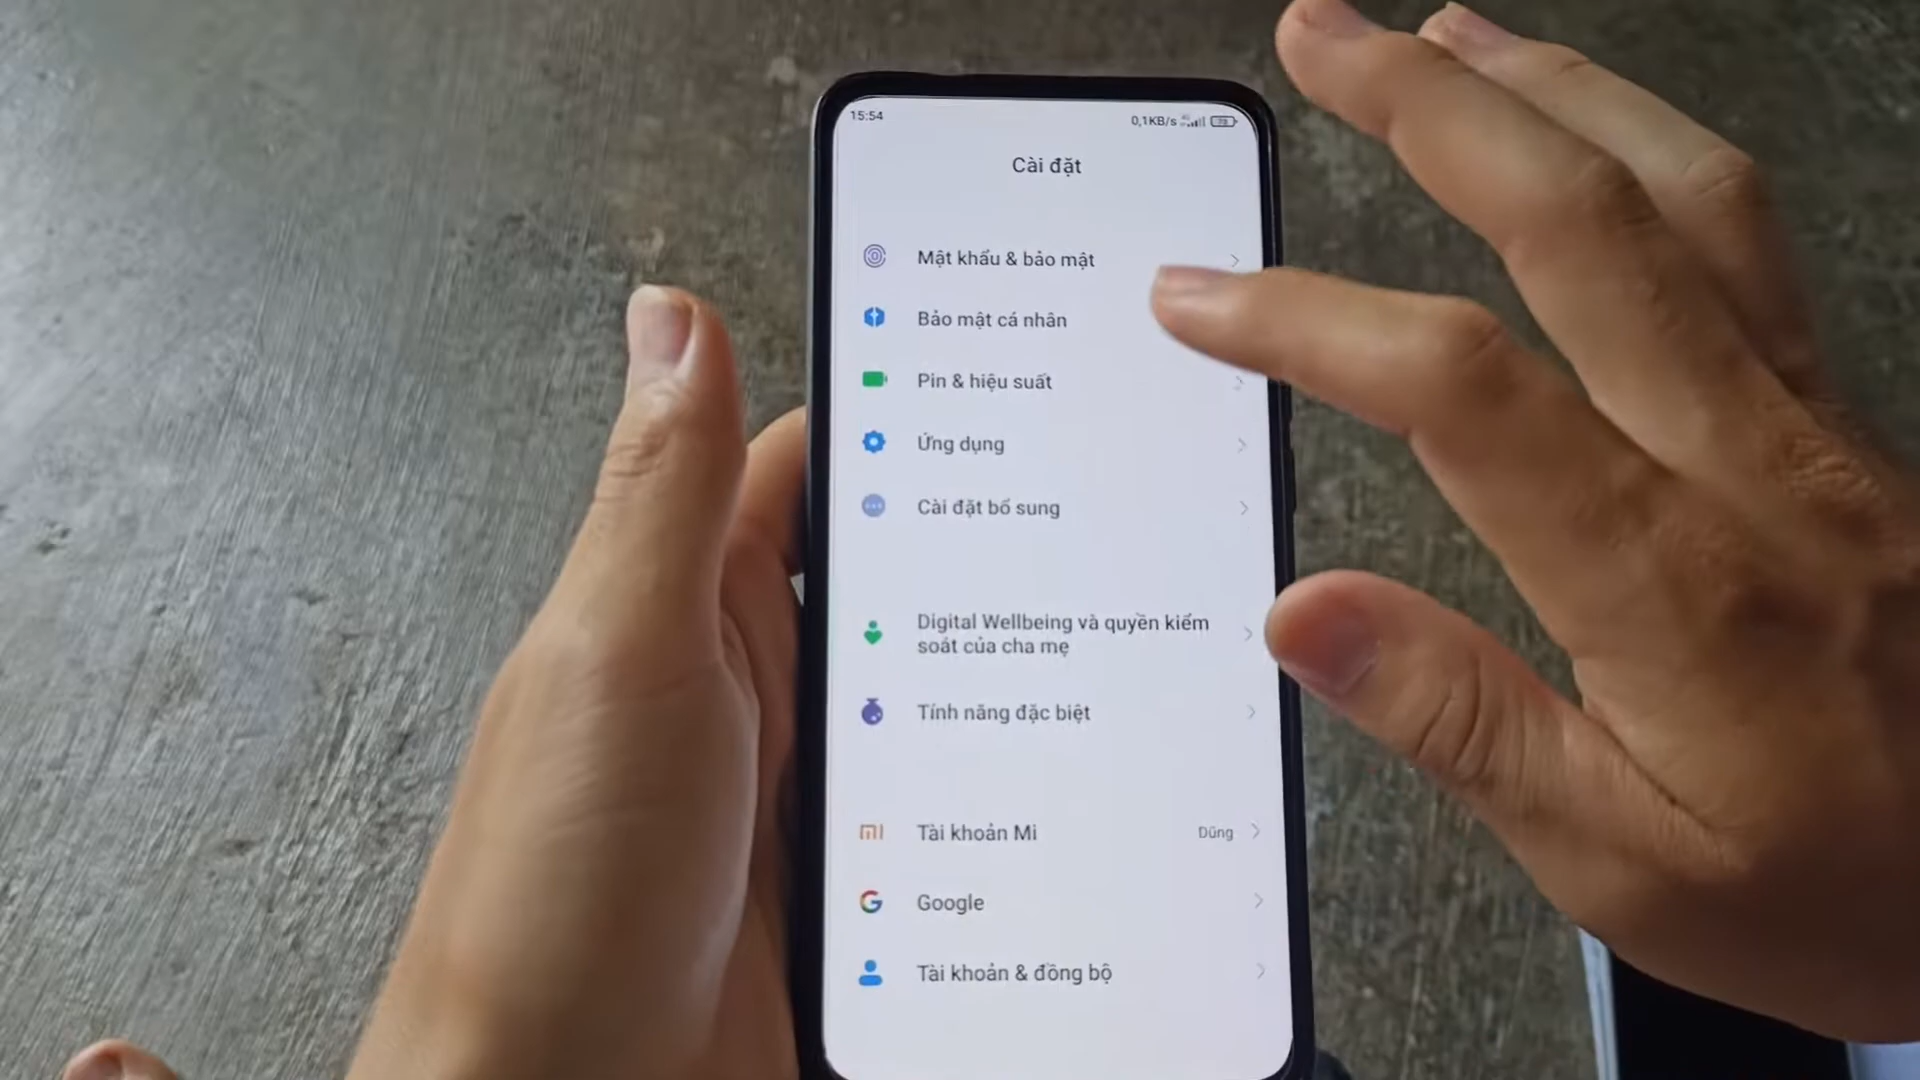 15:54
0,1KB/s
4G
78
Cài đặt
Mật khẩu & bảo mật
Bảo mật cá nhân
Pin & hiệu suất
Ứng dụng
Cài đặt bổ sung
Digital Wellbeing và quyền kiểm
soát của cha mẹ
Tính năng đặc biệt
Tài khoản Mi
Dũng
Google
Tài khoản & đồng bộ